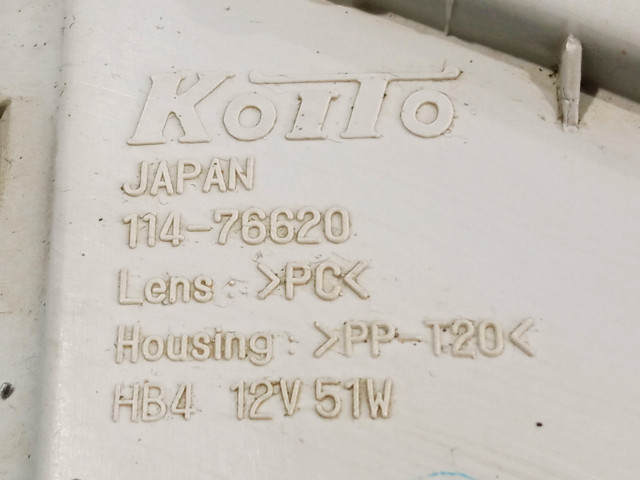 KOITO
JAPAN
114-76620
Lens: >PC<
Housing: >PP-T20<
HB4 12V 51W